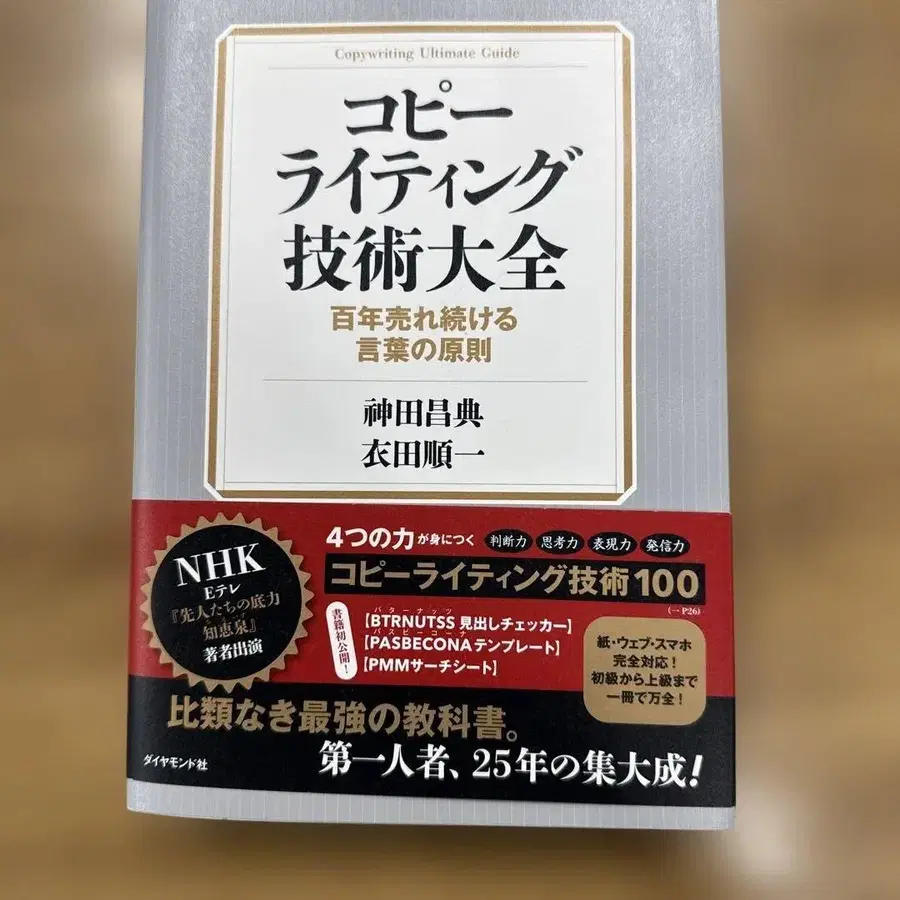 Copywriting Ultimate Guide
コピー
ライティング
技術大全
百年売れ続ける
言葉の原則
神田昌典
衣田順一
NHK
Eテレ
『先人たちの底力
知恵泉』
著者出演
4つの力が身につく 判断力 思考力 表現力 発信力
コピーライティング技術100
(→P26)
書籍初公開!
バターナッツ
【BTRNUTSS 見出しチェッカー】
パスビーコーナ
【PASBECONAテンプレート】
【PMMサーチシート】
紙・ウェブ・スマホ
完全対応!
初級から上級まで
一冊で万全!
比類なき最強の教科書。
第一人者、25年の集大成!
ダイヤモンド社